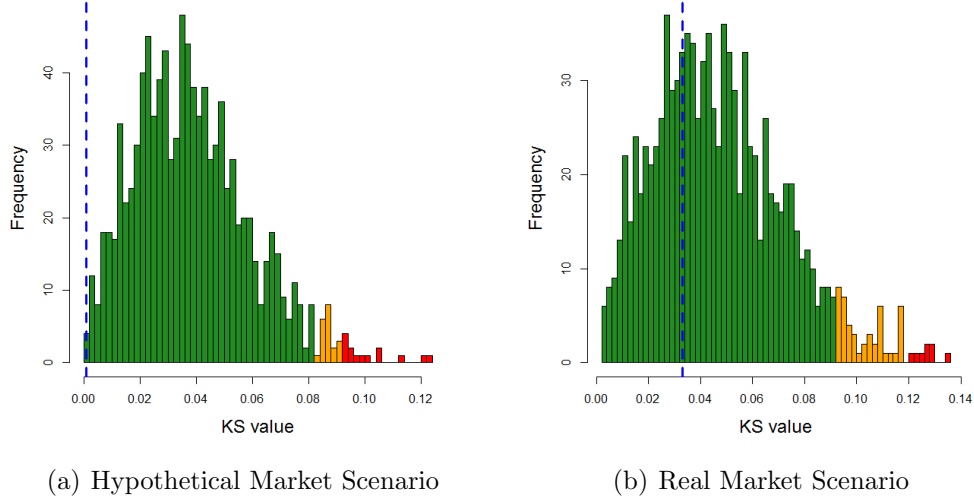 Frequency
40
30
20
10
0
0.00 0.02 0.04 0.06 0.08 0.10 0.12
KS value
(a) Hypothetical Market Scenario
Frequency
30
20
10
0
0.00 0.02 0.04 0.06 0.08 0.10 0.12 0.14
KS value
(b) Real Market Scenario